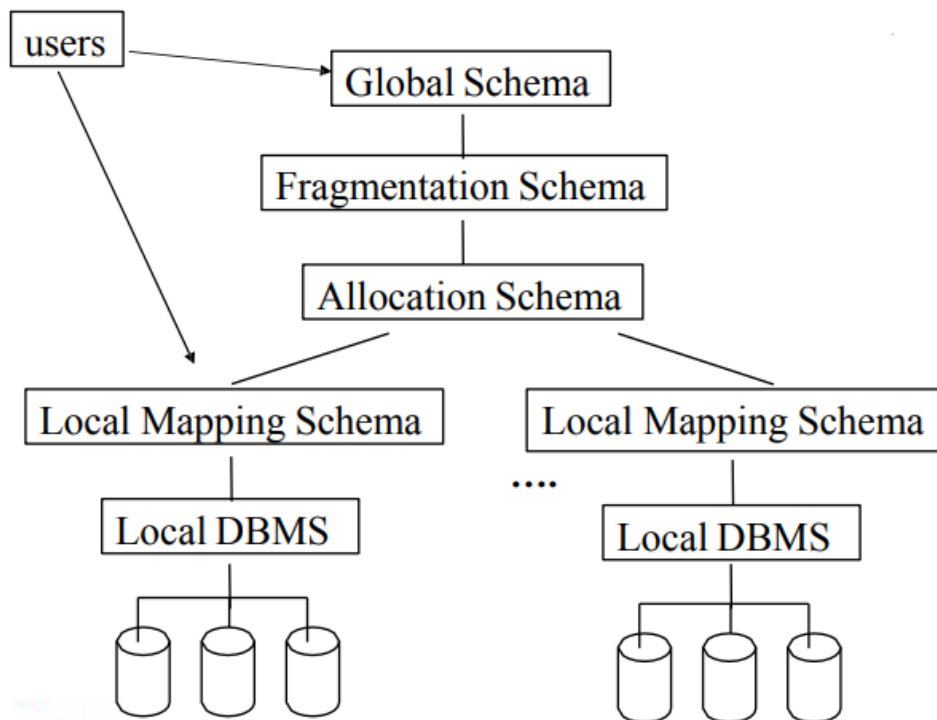 users
Global Schema
Fragmentation Schema
Allocation Schema
Local Mapping Schema
Local Mapping Schema
....
Local DBMS
Local DBMS